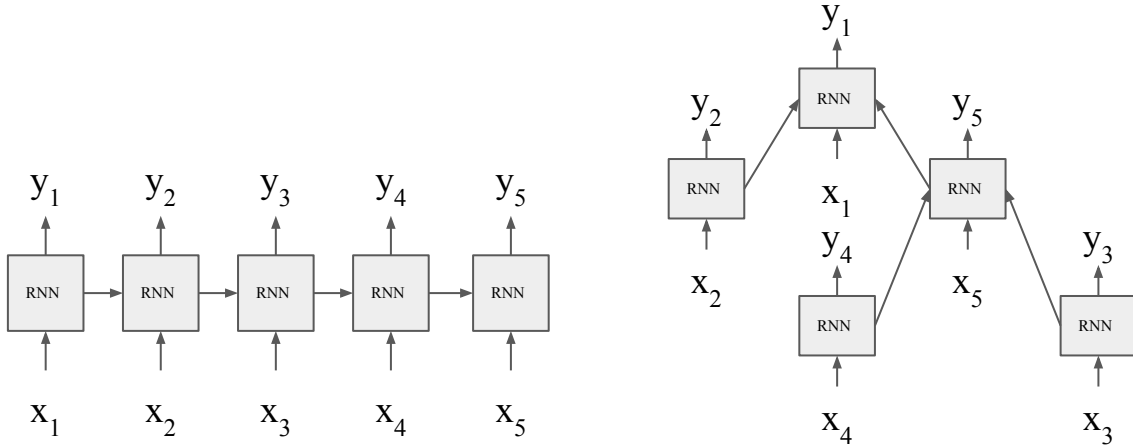 y1 y2 y3 y4 y5
RNN RNN RNN RNN RNN
x1 x2 x3 x4 x5
y1
RNN
y2 y5
RNN RNN
x1
y4 y3
x2 x5
RNN RNN
x4 x3